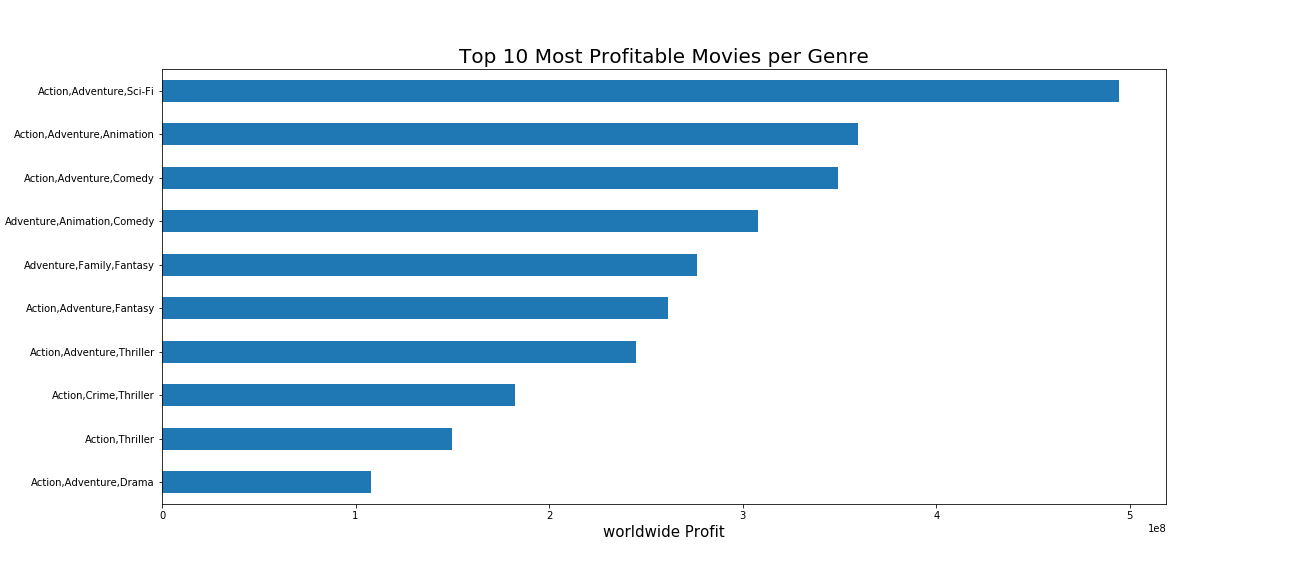 Top 10 Most Profitable Movies per Genre
Action,Adventure,Sci-Fi
Action,Adventure,Animation
Action,Adventure,Comedy
Adventure,Animation,Comedy
Adventure,Family,Fantasy
Action,Adventure,Fantasy
Action,Adventure,Thriller
Action,Crime,Thriller
Action,Thriller
Action,Adventure,Drama
0 1 2 3 4 5
1e8
worldwide Profit